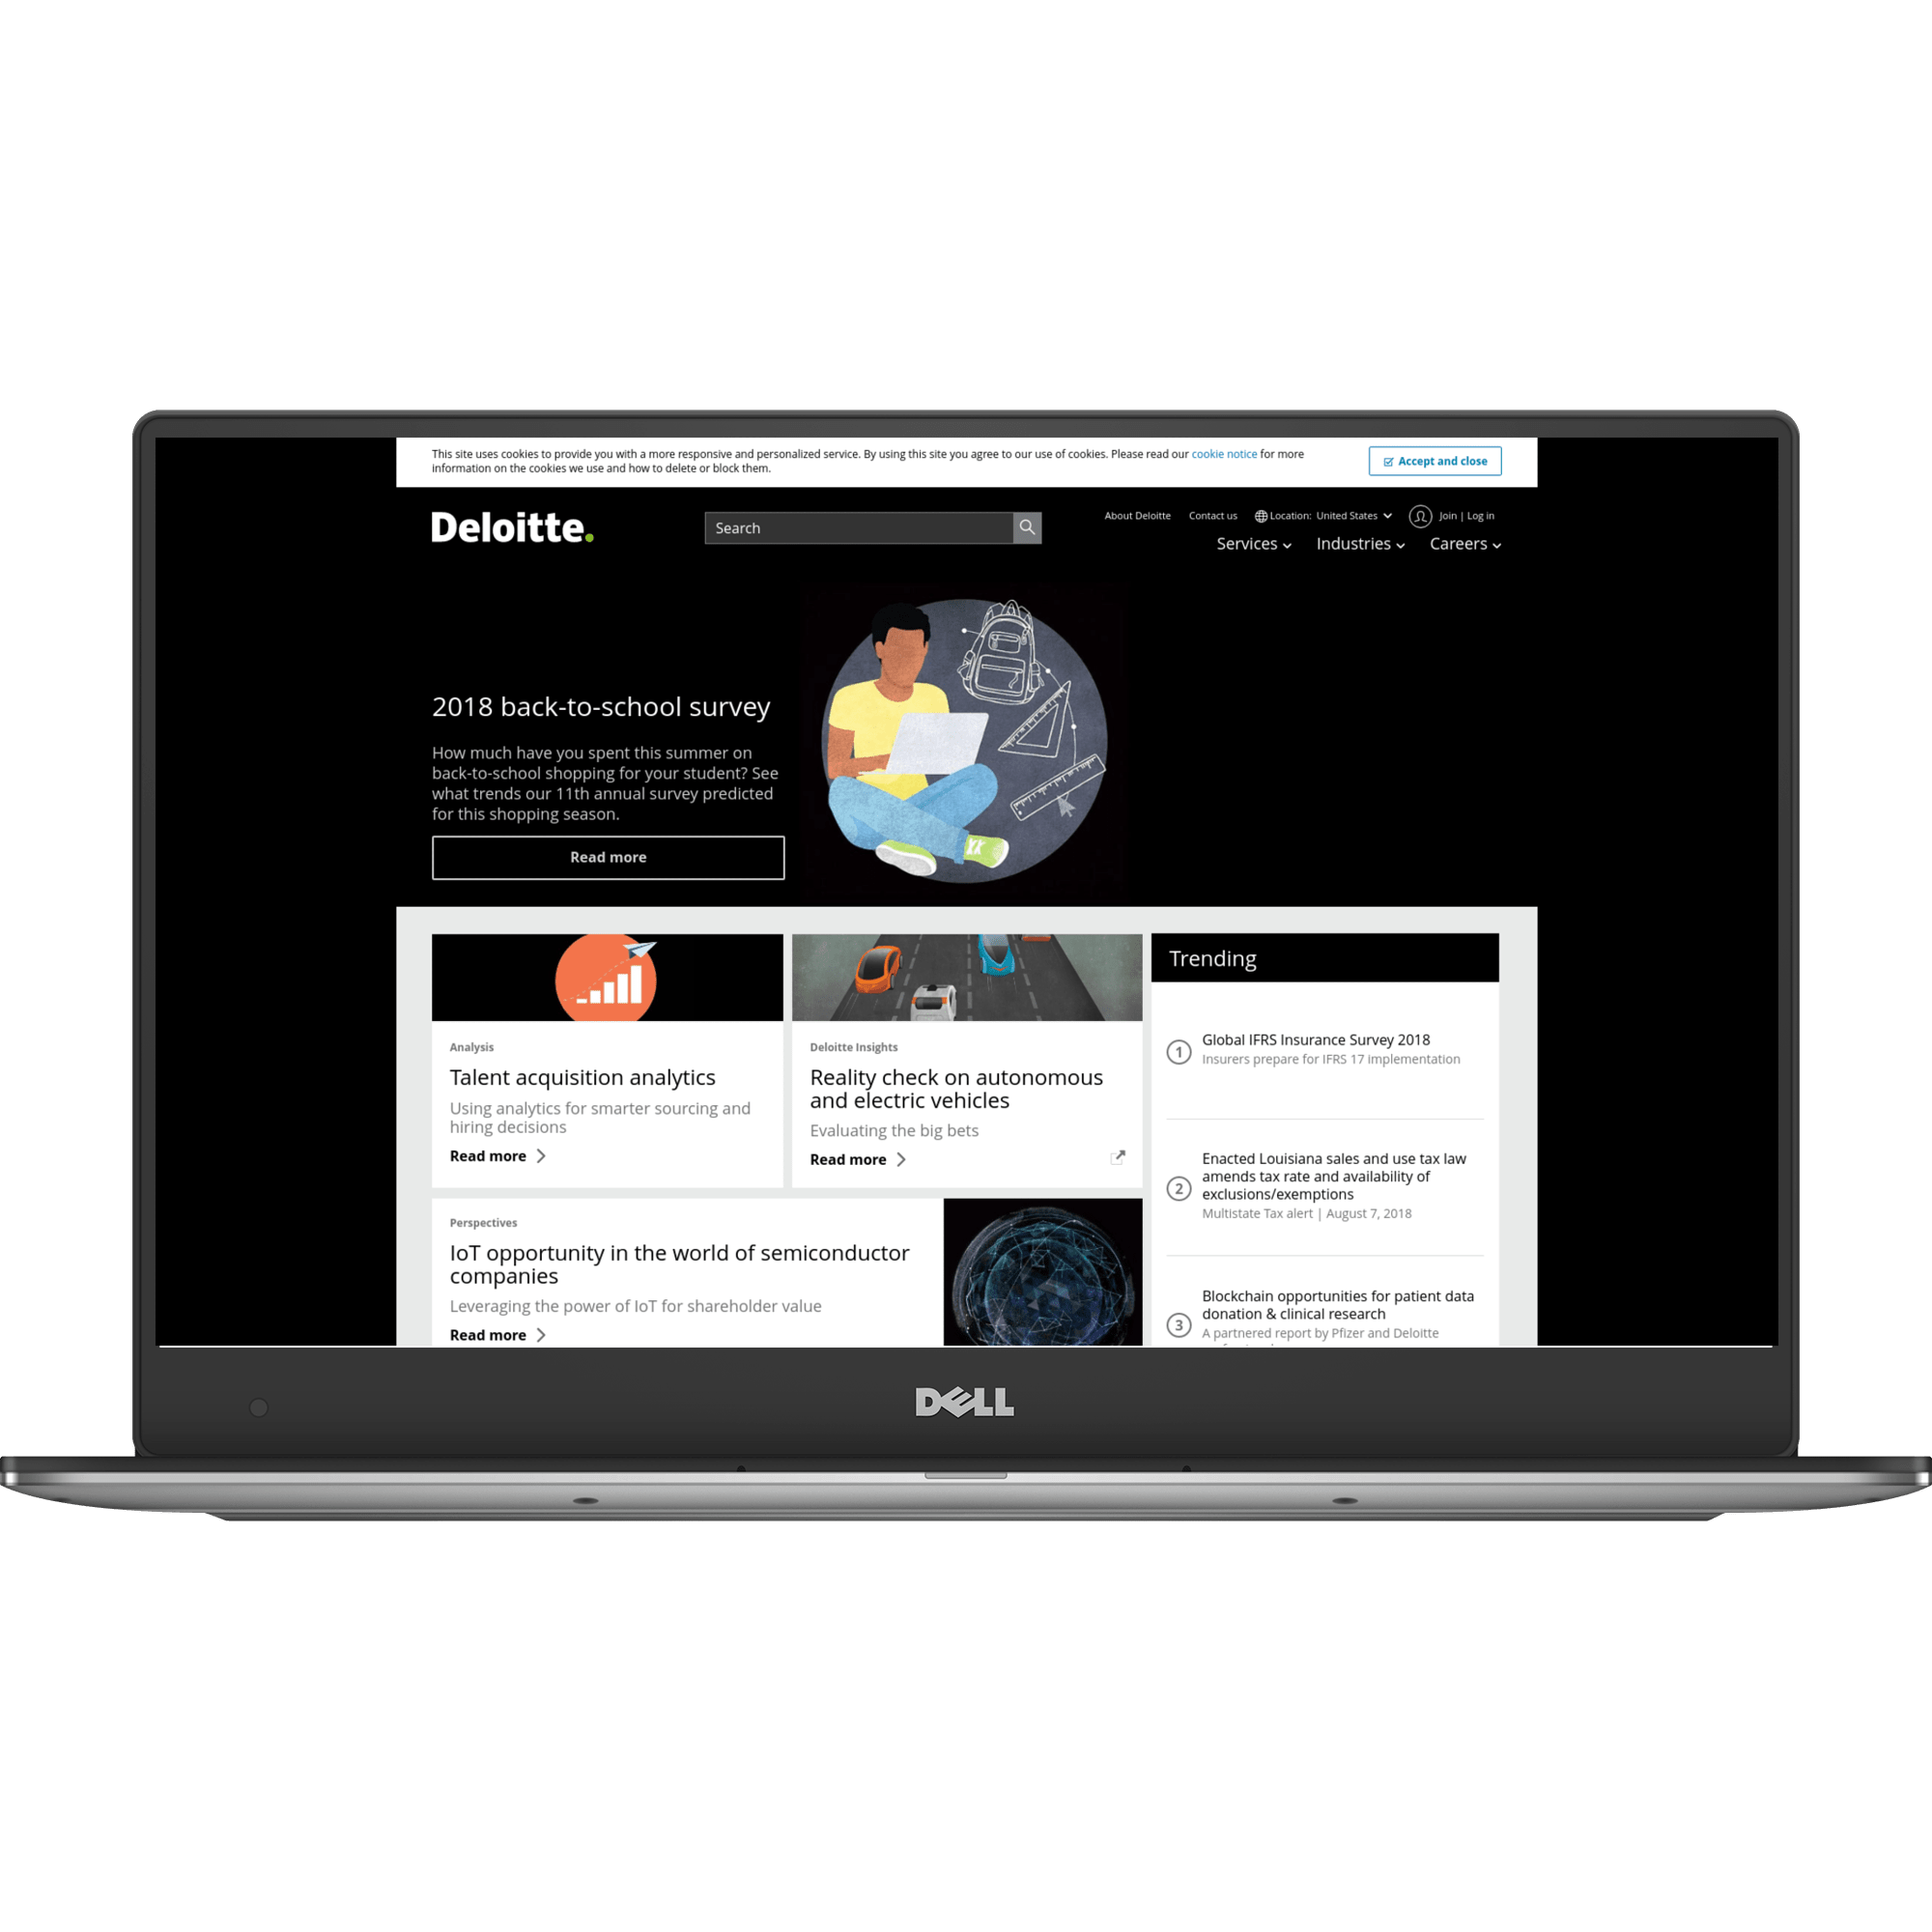 This site uses cookies to provide you with a more responsive and personalized service. By using this site you agree to our use of cookies. Please read our cookie notice for more
information on the cookies we use and how to delete or block them.
Accept and close
Deloitte.
Search
About Deloitte
Contact us
Location: United States
Join | Log in
Services
Industries
Careers
2018 back-to-school survey
How much have you spent this summer on
back-to-school shopping for your student? See
what trends our 11th annual survey predicted
for this shopping season.
Read more
Analysis
Talent acquisition analytics
Using analytics for smarter sourcing and
hiring decisions
Read more
Deloitte Insights
Reality check on autonomous
and electric vehicles
Evaluating the big bets
Read more
Perspectives
IoT opportunity in the world of semiconductor
companies
Leveraging the power of IoT for shareholder value
Read more
Trending
1
Global IFRS Insurance Survey 2018
Insurers prepare for IFRS 17 implementation
2
Enacted Louisiana sales and use tax law
amends tax rate and availability of
exclusions/exemptions
Multistate Tax alert | August 7, 2018
3
Blockchain opportunities for patient data
donation & clinical research
A partnered report by Pfizer and Deloitte
DELL